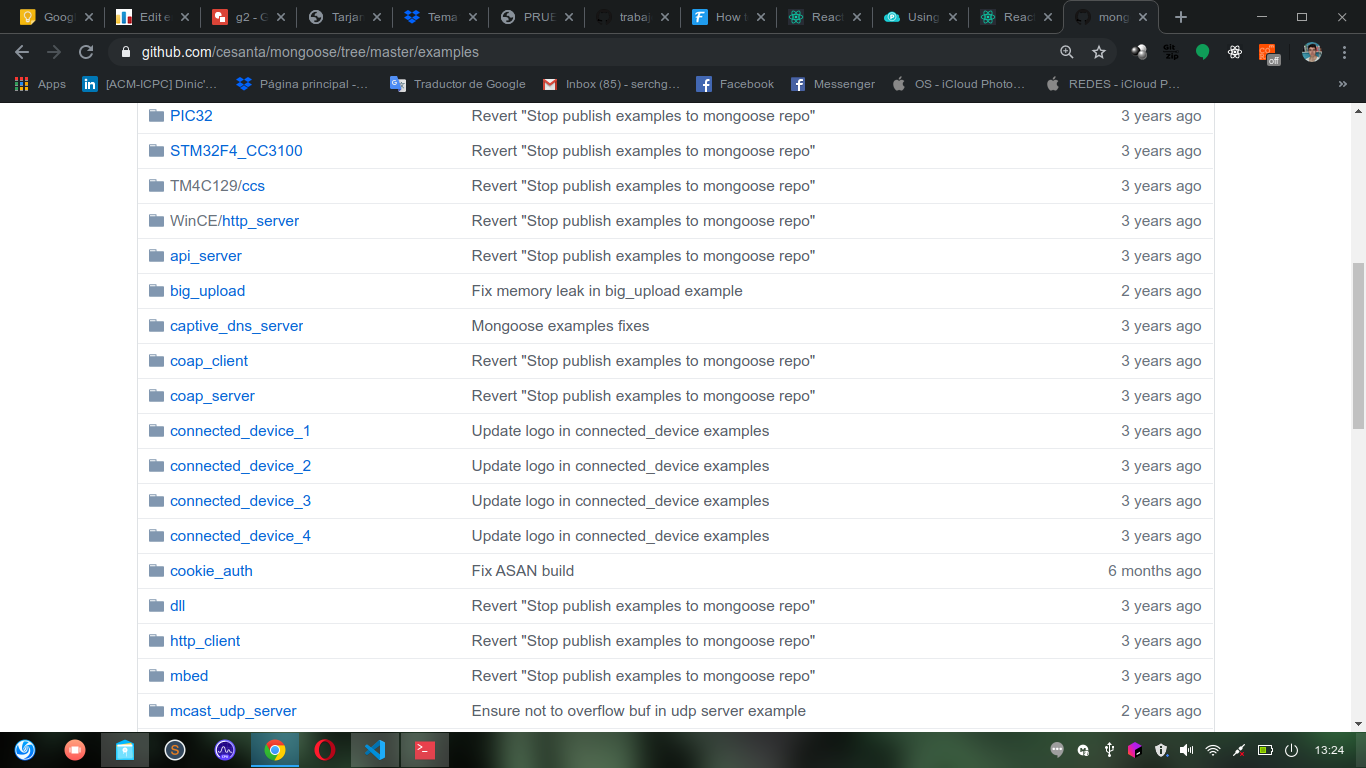 Googl
Edit e
g2 - G
Tarjan
Tema
PRUE
trabaj
How t
React
Using
React
mong
github.com/cesanta/mongoose/tree/master/examples
Git Zip
off
Apps
[ACM-ICPC] Dinic'…
Página principal -…
Traductor de Google
Inbox (85) - serchg…
Facebook
Messenger
OS - iCloud Photo…
REDES - iCloud P…
»
PIC32 Revert "Stop publish examples to mongoose repo" 3 years ago
STM32F4_CC3100 Revert "Stop publish examples to mongoose repo" 3 years ago
TM4C129/ccs Revert "Stop publish examples to mongoose repo" 3 years ago
WinCE/http_server Revert "Stop publish examples to mongoose repo" 3 years ago
api_server Revert "Stop publish examples to mongoose repo" 3 years ago
big_upload Fix memory leak in big_upload example 2 years ago
captive_dns_server Mongoose examples fixes 3 years ago
coap_client Revert "Stop publish examples to mongoose repo" 3 years ago
coap_server Revert "Stop publish examples to mongoose repo" 3 years ago
connected_device_1 Update logo in connected_device examples 3 years ago
connected_device_2 Update logo in connected_device examples 3 years ago
connected_device_3 Update logo in connected_device examples 3 years ago
connected_device_4 Update logo in connected_device examples 3 years ago
cookie_auth Fix ASAN build 6 months ago
dll Revert "Stop publish examples to mongoose repo" 3 years ago
http_client Revert "Stop publish examples to mongoose repo" 3 years ago
mbed Revert "Stop publish examples to mongoose repo" 3 years ago
mcast_udp_server Ensure not to overflow buf in udp server example 2 years ago
13:24